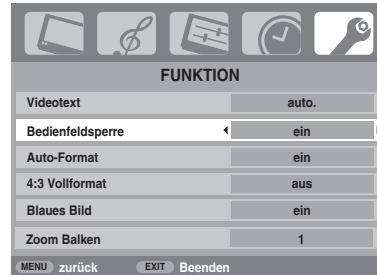 FUNKTION
Videotext auto.
Bedienfeldsperre ein
Auto-Format ein
4:3 Vollformat aus
Blaues Bild ein
Zoom Balken 1
MENU zurück EXIT Beenden